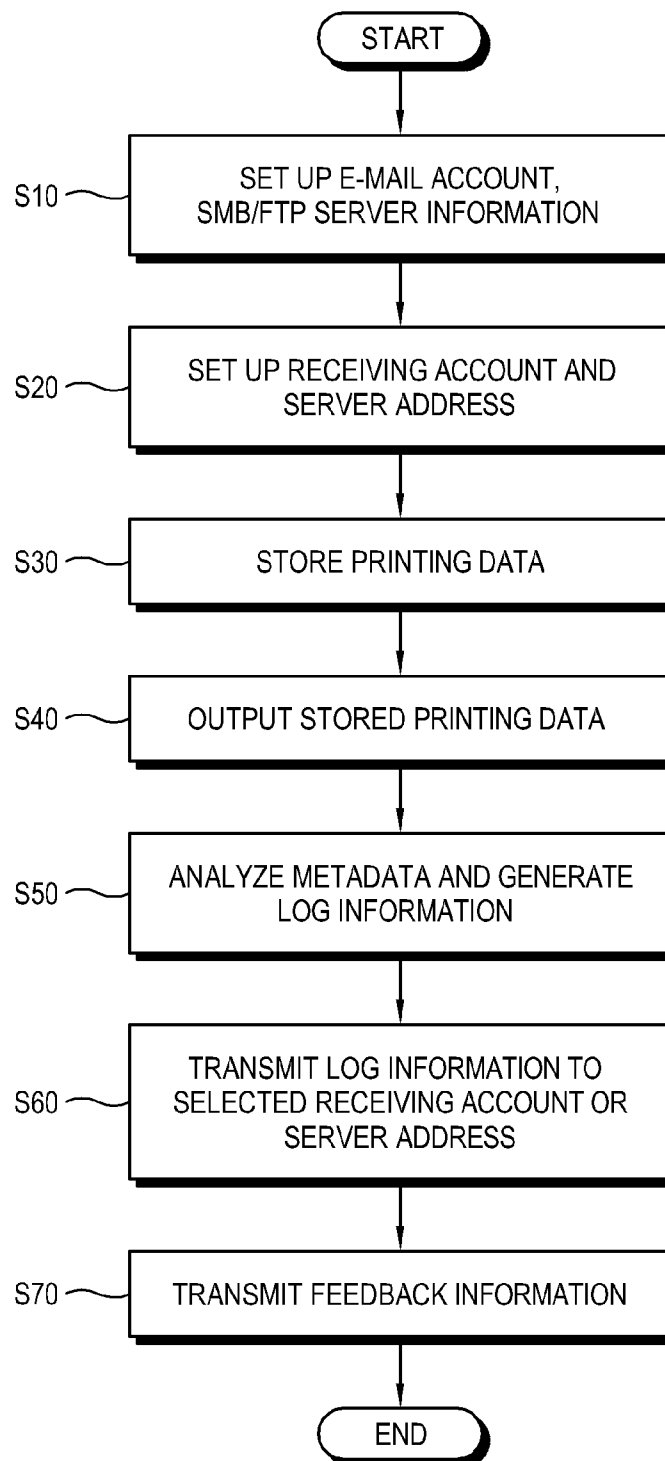 START
S10
SET UP E-MAIL ACCOUNT,
SMB/FTP SERVER INFORMATION
S20
SET UP RECEIVING ACCOUNT AND
SERVER ADDRESS
S30
STORE PRINTING DATA
S40
OUTPUT STORED PRINTING DATA
S50
ANALYZE METADATA AND GENERATE
LOG INFORMATION
S60
TRANSMIT LOG INFORMATION TO
SELECTED RECEIVING ACCOUNT OR
SERVER ADDRESS
S70
TRANSMIT FEEDBACK INFORMATION
END